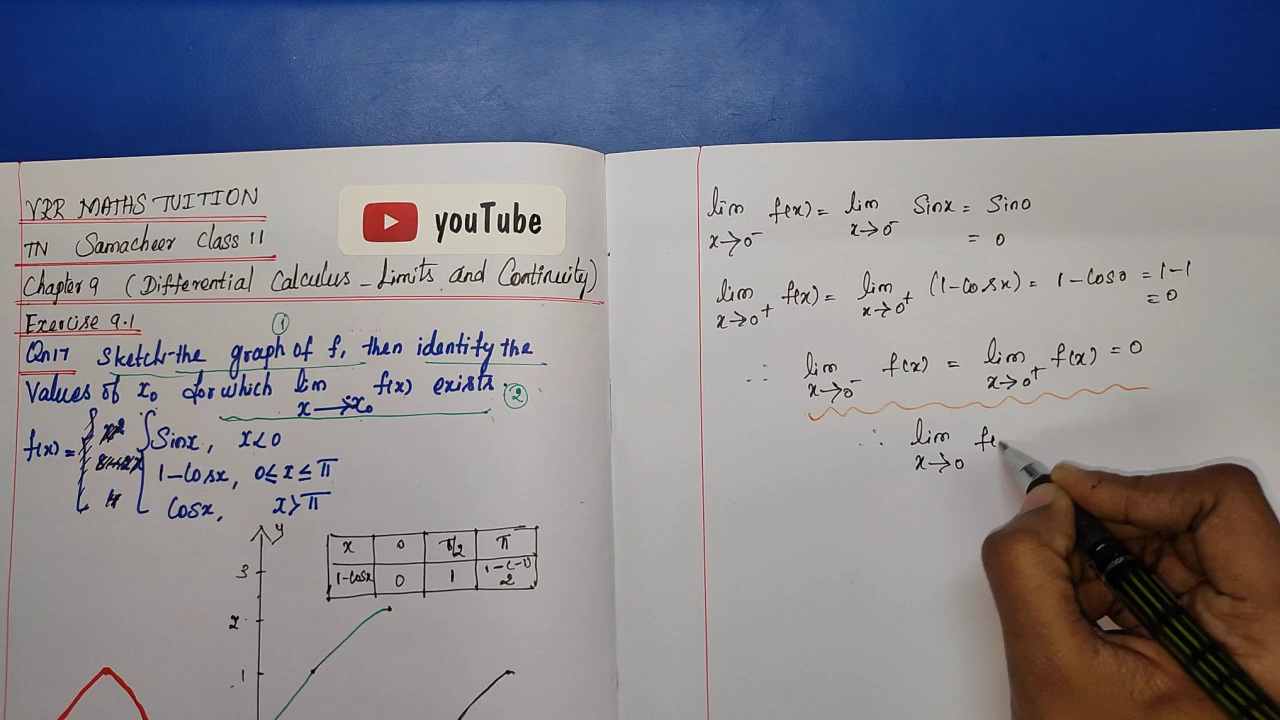 VRR MATHS TUITION
youTube
TN Samacheer Class 11
Chapter 9 (Differential Calculus - Limits and Continuity)
Exercise 9.1
①
Qn17 Sketch the graph of f, then identify the
Values of x₀ for which lim f(x) exists. ②
x→x₀
f(x) = { Sinx, x<0
1-Cosx, 0≤x≤π
Cosx, x>π
y
x 0 π/2 π
1-Cosx 0 1 1-(-1)
2
3
2
1
lim f(x) = lim Sinx = Sin0
x→0⁻ x→0⁻ = 0
lim f(x) = lim (1-Cosx) = 1-Cos0 = 1-1
x→0⁺ x→0⁺ = 0
∴ lim f(x) = lim f(x) = 0
x→0⁻ x→0⁺
∴ lim f(
x→0